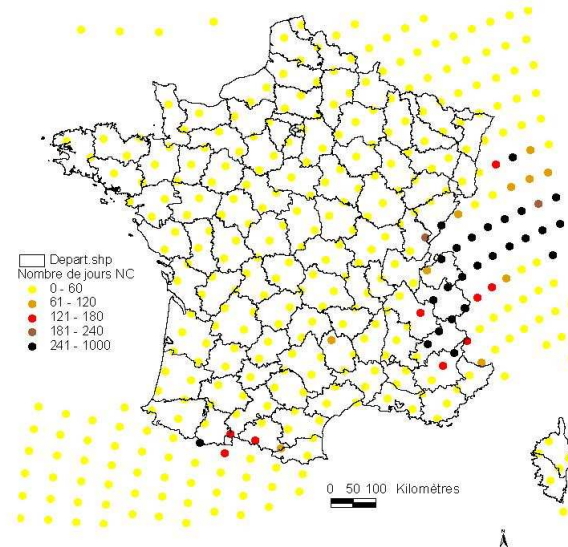 Depart.shp
Nombre de jours NC
0 - 60
61 - 120
121 - 180
181 - 240
241 - 1000
0 50 100 Kilométres
N